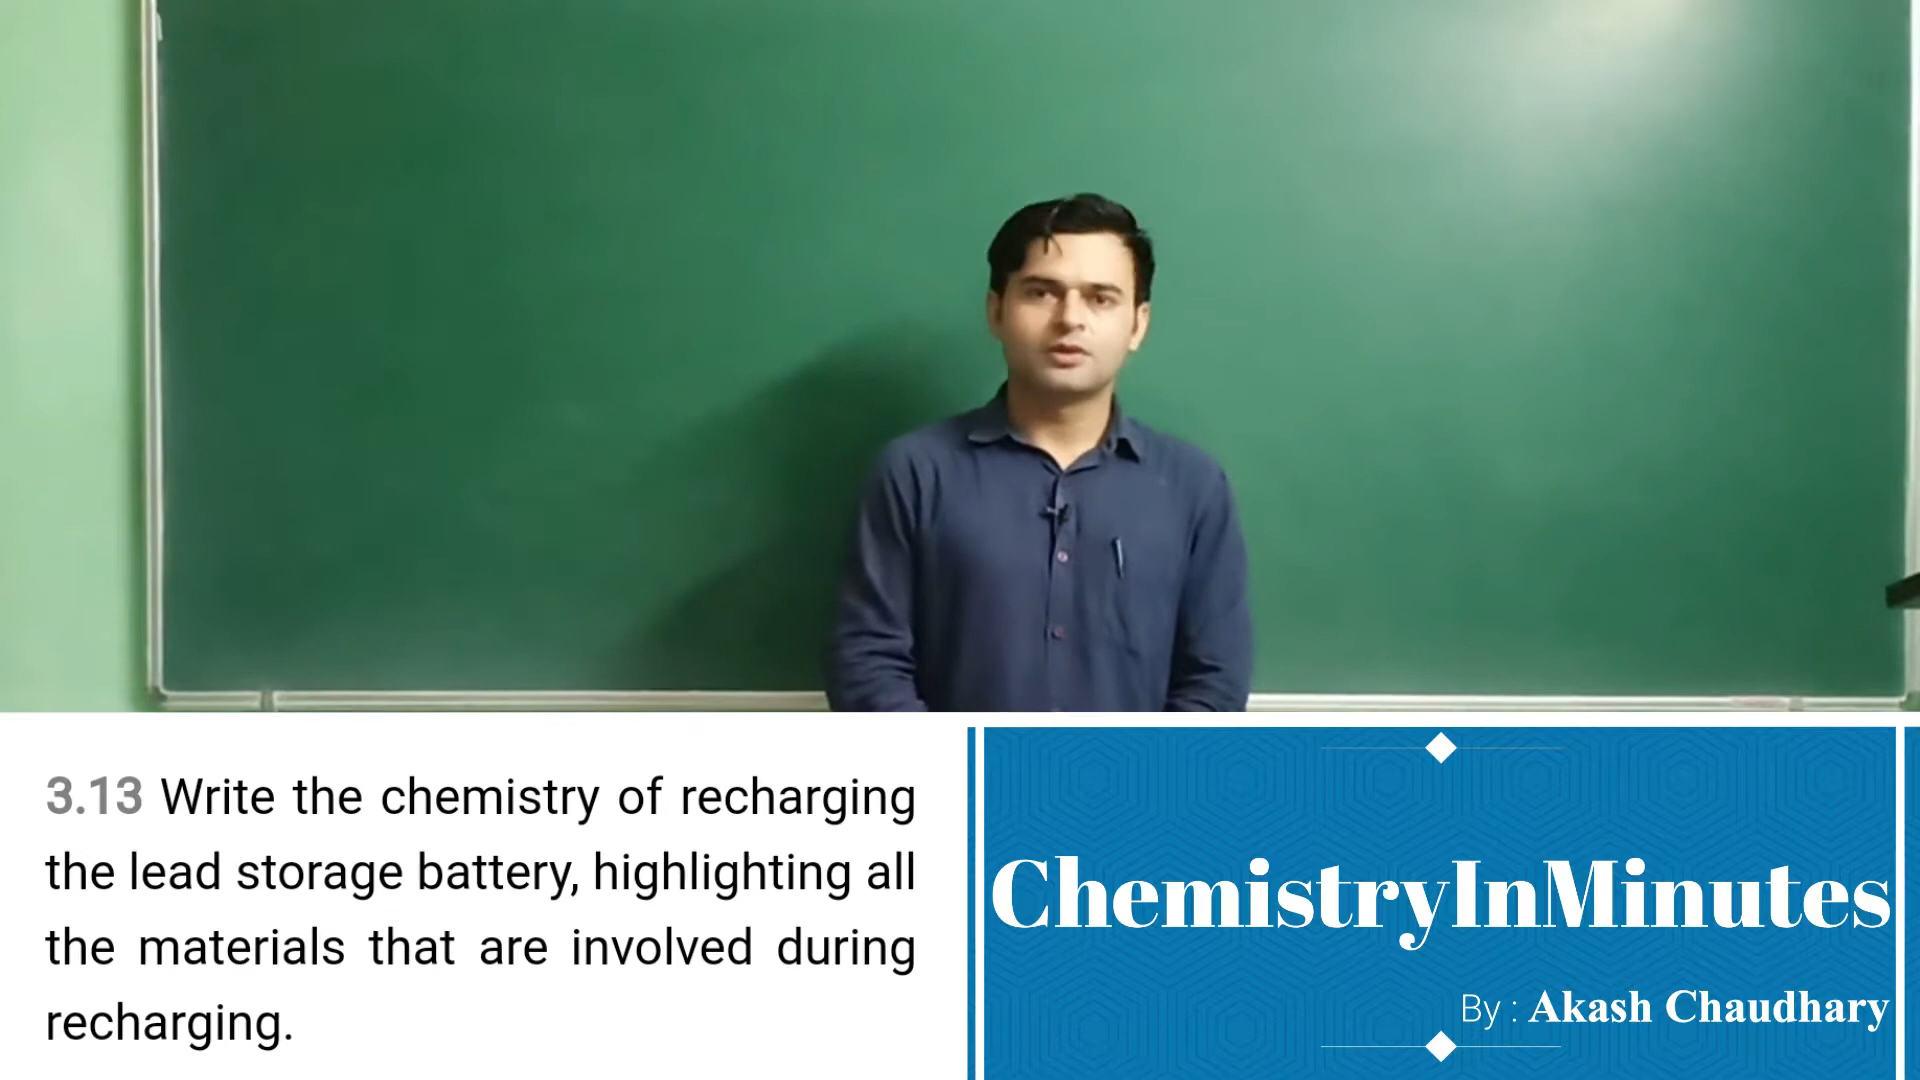 3.13 Write the chemistry of recharging
the lead storage battery, highlighting all
the materials that are involved during
recharging.
ChemistryInMinutes
By : Akash Chaudhary